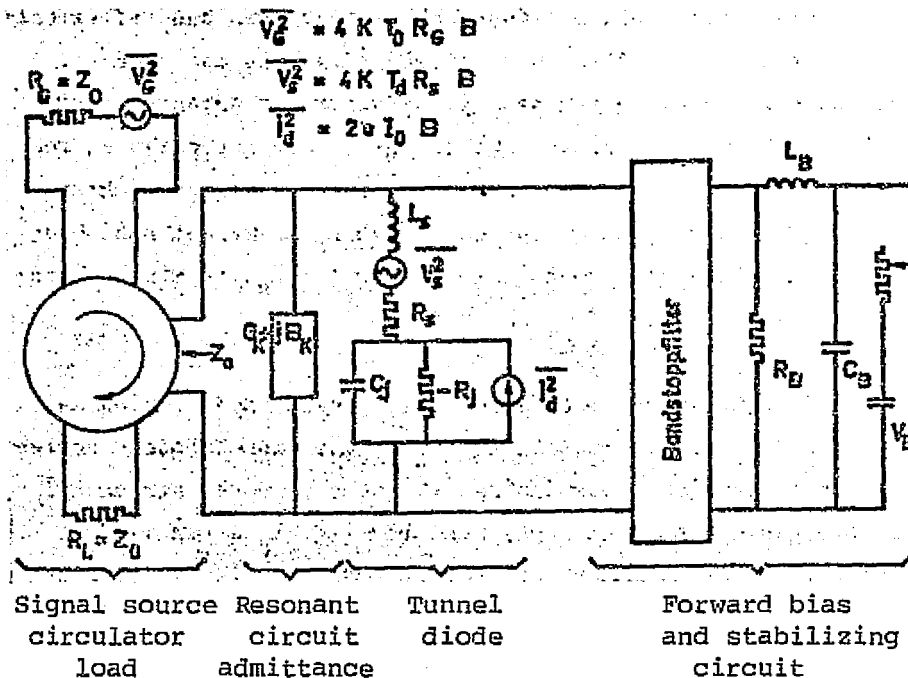 V_G² = 4 K T_0 R_G B
V_s² = 4 K T_d R_s B
I_d² = 2 e I_0 B
R_G = Z_0
V_G²
L_B
L_s
V_s²
R_s
G_K
B_K
Z_0
C_j
-R_j
I_d²
Bandstoppfilter
R_B
C_B
R_L = Z_0
Signal source Resonant Tunnel Forward bias
circulator circuit diode and stabilizing
load admittance circuit